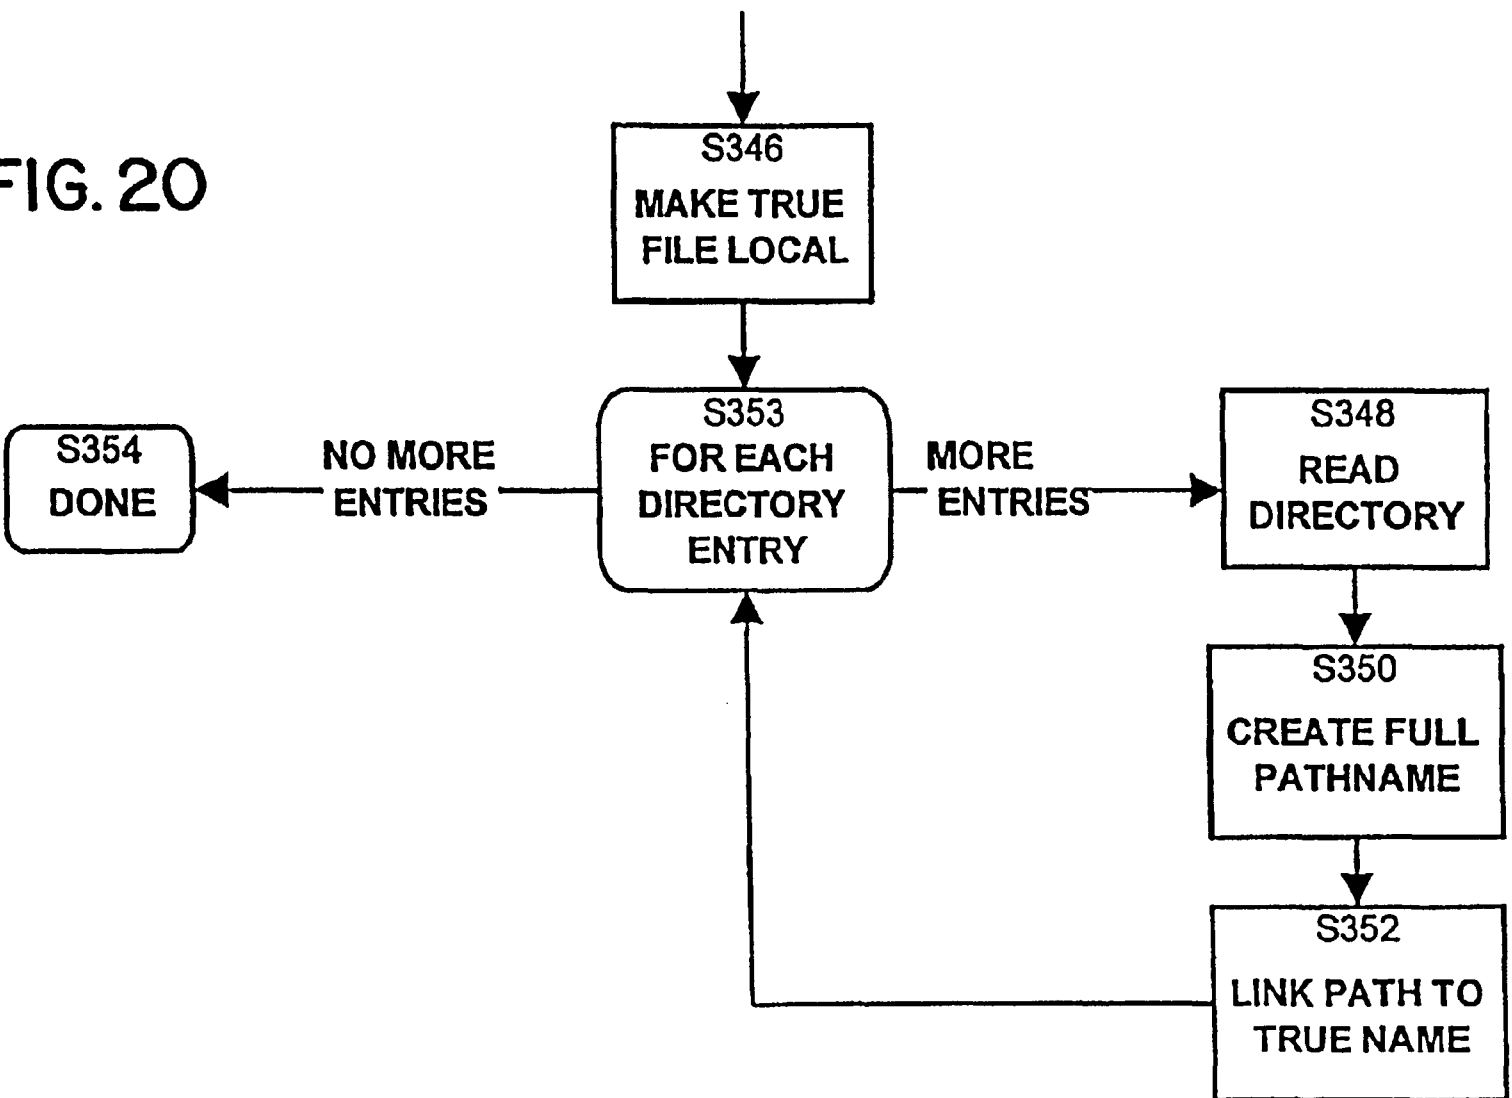 FIG. 20
S346
MAKE TRUE
FILE LOCAL
S353
FOR EACH
DIRECTORY
ENTRY
S354
DONE
NO MORE
ENTRIES
MORE
ENTRIES
S348
READ
DIRECTORY
S350
CREATE FULL
PATHNAME
S352
LINK PATH TO
TRUE NAME